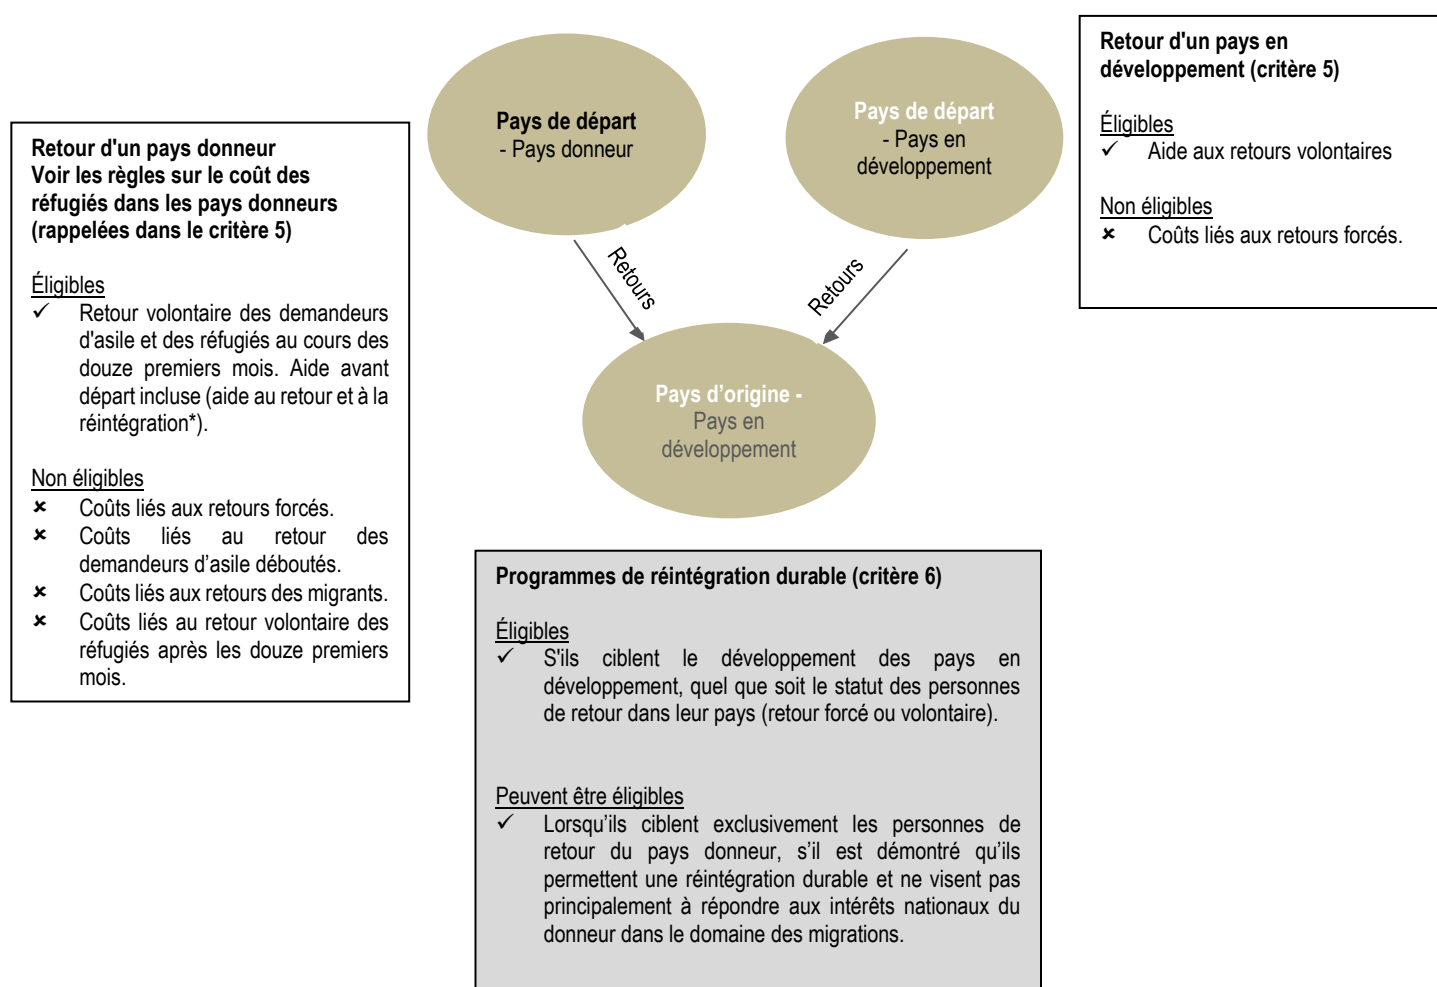 Retour d'un pays donneur
Voir les règles sur le coût des
réfugiés dans les pays donneurs
(rappelées dans le critère 5)
Éligibles
✓ Retour volontaire des demandeurs
d'asile et des réfugiés au cours des
douze premiers mois. Aide avant
départ incluse (aide au retour et à la
réintégration*).
Non éligibles
× Coûts liés aux retours forcés.
× Coûts liés au retour des
demandeurs d’asile déboutés.
× Coûts liés aux retours des migrants.
× Coûts liés au retour volontaire des
réfugiés après les douze premiers
mois.
Pays de départ
- Pays donneur
Pays de départ
- Pays en
développement
Retours
Retours
Pays d’origine -
Pays en
développement
Retour d'un pays en
développement (critère 5)
Éligibles
✓ Aide aux retours volontaires
Non éligibles
× Coûts liés aux retours forcés.
Programmes de réintégration durable (critère 6)
Éligibles
✓ S'ils ciblent le développement des pays en
développement, quel que soit le statut des personnes
de retour dans leur pays (retour forcé ou volontaire).
Peuvent être éligibles
✓ Lorsqu’ils ciblent exclusivement les personnes de
retour du pays donneur, s’il est démontré qu’ils
permettent une réintégration durable et ne visent pas
principalement à répondre aux intérêts nationaux du
donneur dans le domaine des migrations.